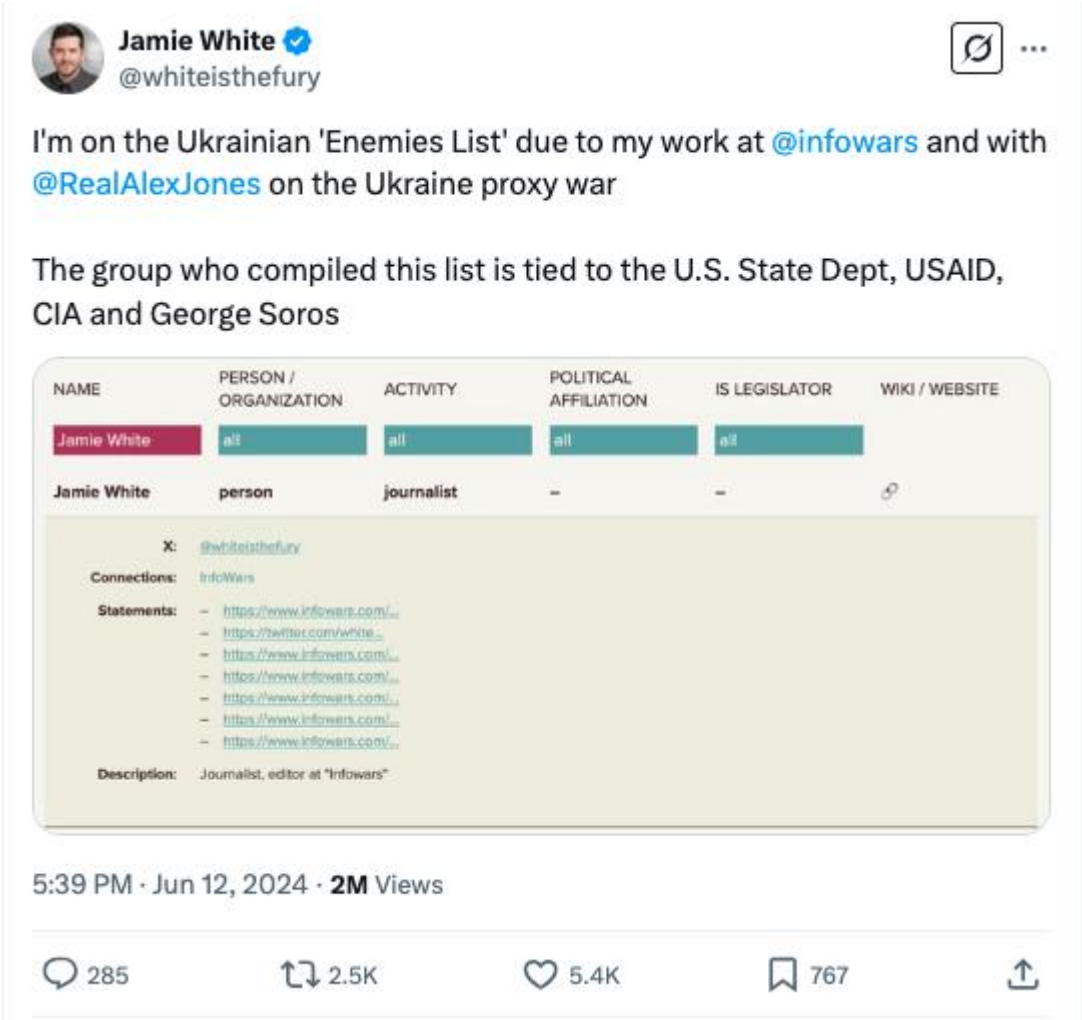 Jamie White
@whiteisthefury
I'm on the Ukrainian 'Enemies List' due to my work at @infowars and with
@RealAlexJones on the Ukraine proxy war
The group who compiled this list is tied to the U.S. State Dept, USAID,
CIA and George Soros
NAME PERSON / ORGANIZATION ACTIVITY POLITICAL AFFILIATION IS LEGISLATOR WIKI / WEBSITE
Jamie White all all all all
Jamie White person journalist – –
X: @whiteisthefury
Connections: InfoWars
Statements: – https://www.infowars.com/...
– https://twitter.com/white...
– https://www.infowars.com/...
– https://www.infowars.com/...
– https://www.infowars.com/...
– https://www.infowars.com/...
– https://www.infowars.com/...
Description: Journalist, editor at "Infowars"
5:39 PM · Jun 12, 2024 · 2M Views
285 2.5K 5.4K 767